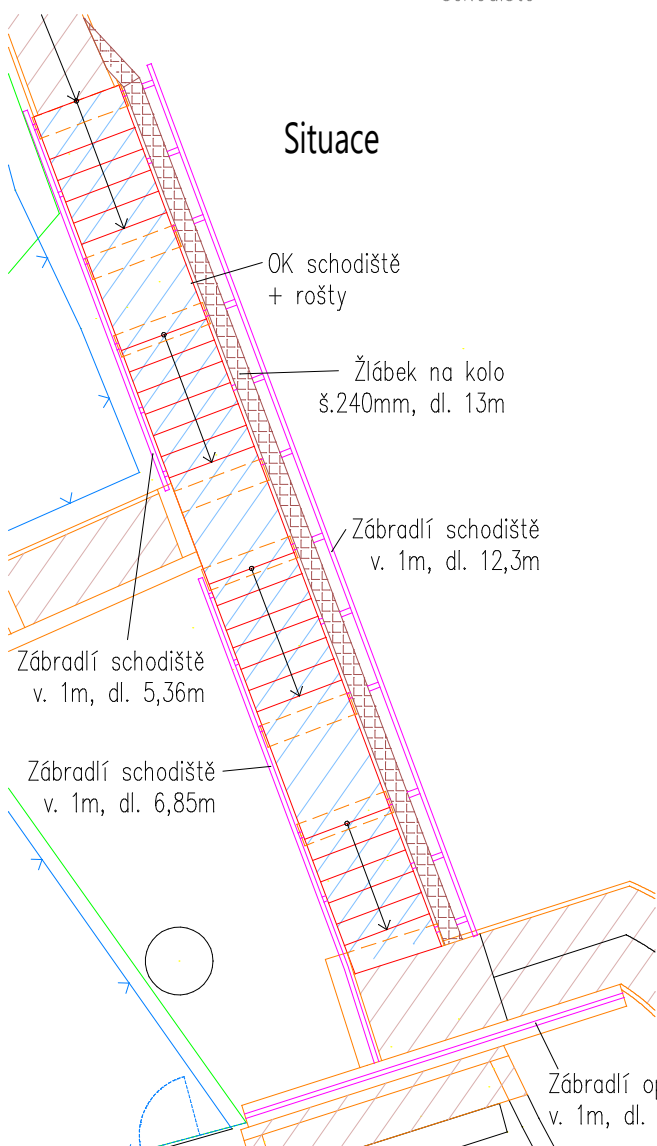 Situace
OK schodiště
+ rošty
Žlábek na kolo
š.240mm, dl. 13m
Zábradlí schodiště
v. 1m, dl. 12,3m
Zábradlí schodiště
v. 1m, dl. 5,36m
Zábradlí schodiště
v. 1m, dl. 6,85m
Zábradlí op
v. 1m, dl.